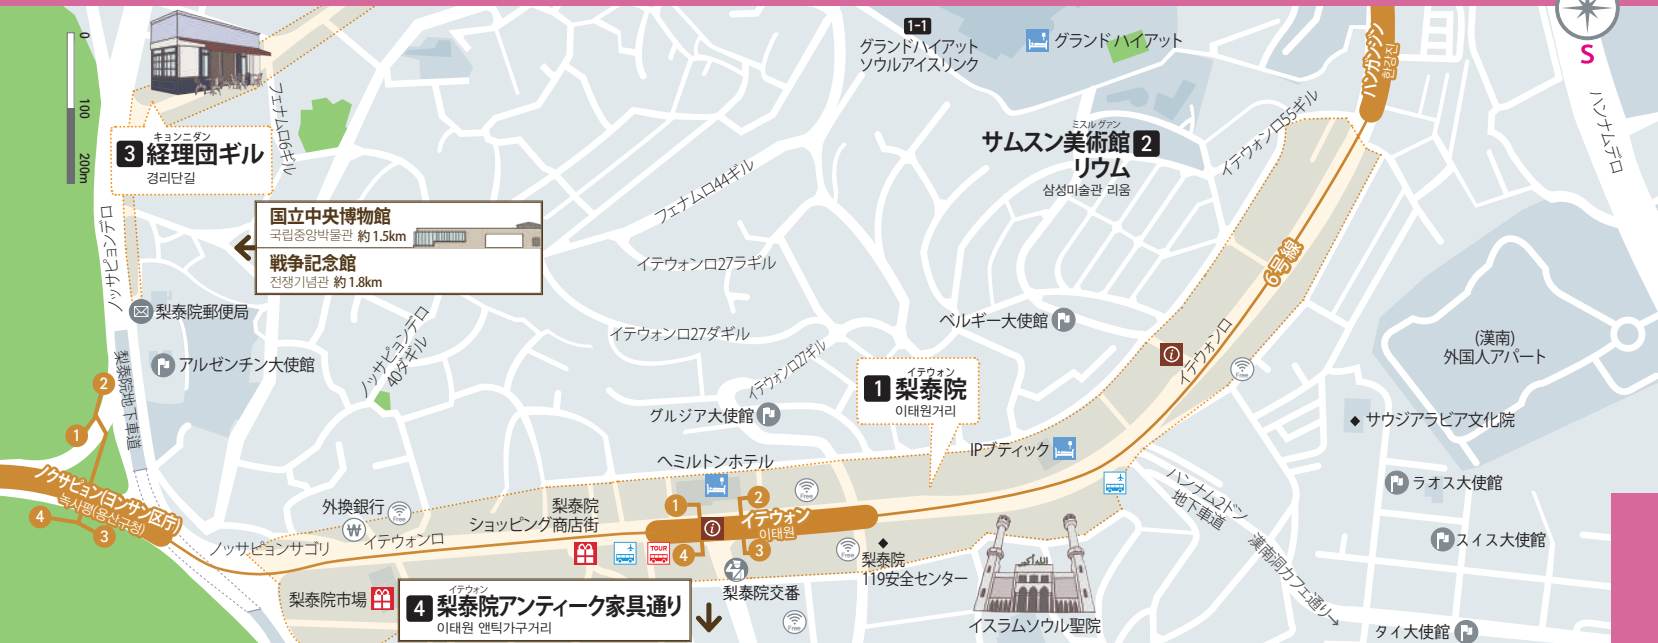 0
100
200m
S
1-1
グランドハイアット
ソウルアイスリンク
グランド ハイアット
ハンガンジン
한강진
ハンナムデロ
フェナムロ6ギル
キョンニダン
3 経理団ギル
경리단길
ミスルグァン
サムスン美術館 2
リウム
삼성미술관 리움
イテウォンロ55ギル
フェナムロ44ギル
国立中央博物館
국립중앙박물관 約1.5km
戦争記念館
전쟁기념관 約1.8km
ノッサピョンデロ
イテウォンロ27ラギル
6号線
梨泰院郵便局
イテウォンロ27ダギル
ベルギー大使館
(漢南)
外国人アパート
アルゼンチン大使館
梨泰院地下車道
ノッサピョンデロ
40ダギル
イテウォンロ27ギル
イテウォン
1 梨泰院
이태원거리
イテウォンロ
Free
グルジア大使館
サウジアラビア文化院
2
1
IPブティック
ヘミルトンホテル
ハンナム2ドン
地下車道
ラオス大使館
ノクサピョン(ヨンサン区庁)
녹사평(용산구청)
4
3
外換銀行
W
Free
イテウォンロ
梨泰院
ショッピング商店街
1
2
イテウォン
이태원
4
3
Free
TOUR
ノッサピョンサゴリ
Free
梨泰院
119安全センター
スイス大使館
漢南洞カフェ通り→
梨泰院交番
梨泰院市場
イテウォン
4 梨泰院アンティーク家具通り
이태원 앤틱가구거리
Free
イスラムソウル聖院
タイ大使館